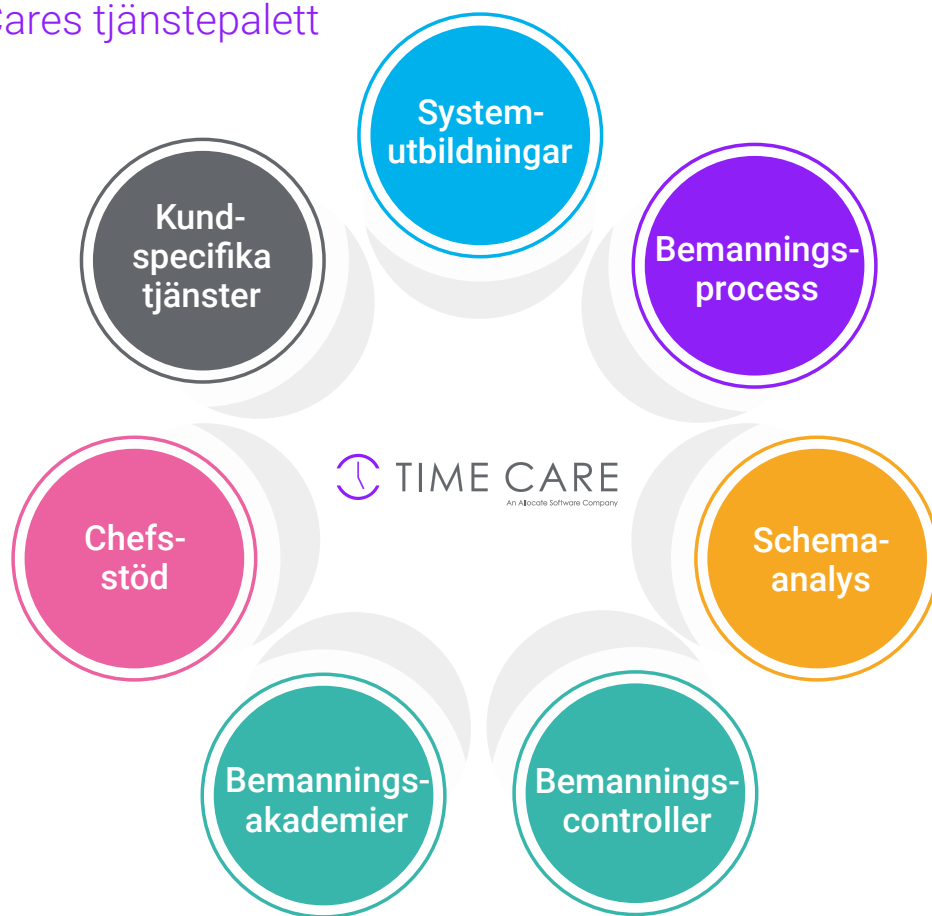 Cares tjänstepalett
System-
utbildningar
Bemannings-
process
Schema-
analys
Bemannings-
controller
Bemannings-
akademier
Chefs-
stöd
Kund-
specifika
tjänster
TIME CARE
An Allocate Software Company